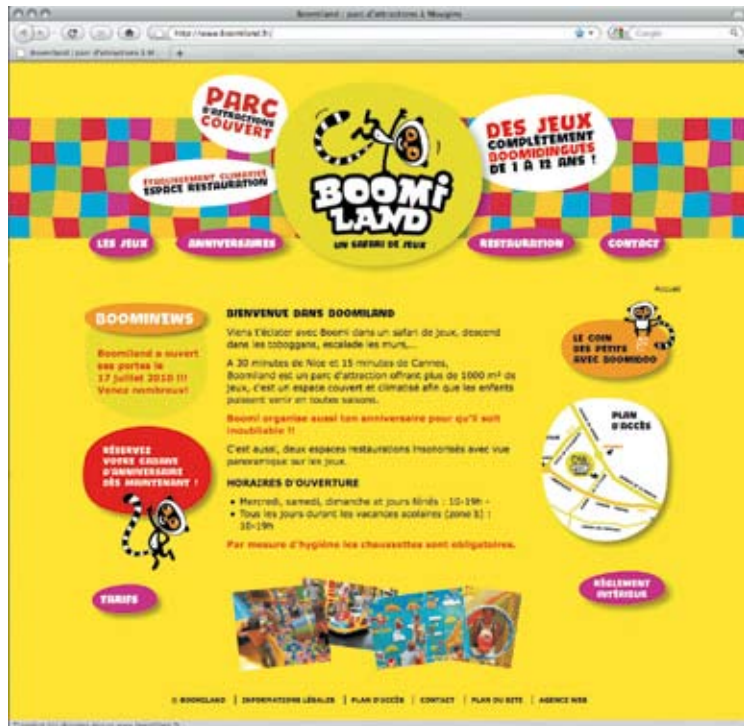 Boomiland : parc d'attractions à Mougins
http://www.boomiland.fr/
Google
Boomiland : parc d'attractions à M...
PARC
D'ATTRACTIONS
COUVERT
DES JEUX
COMPLÈTEMENT
BOOMIDINGUES
DE 1 À 12 ANS !
ÉTABLISSEMENT CLIMATISÉ
ESPACE RESTAURATION
BOOMI
LAND
UN SAFARI DE JEUX
LES JEUX
ANNIVERSAIRES
RESTAURATION
CONTACT
Accueil
BOOMINEWS
Boomiland a ouvert
ses portes le
17 juillet 2010 !!!
Venez nombreux!
RÉSERVEZ
VOTRE CABANE
D'ANNIVERSAIRE
DÈS MAINTENANT !
TARIFS
BIENVENUE DANS BOOMILAND
Viens t'éclater avec Boomi dans un safari de jeux, descend
dans les toboggans, escalade les murs,...
A 30 minutes de Nice et 15 minutes de Cannes,
Boomiland est un parc d'attraction offrant plus de 1000 m² de
jeux, c'est un espace couvert et climatisé afin que les enfants
puissent venir en toutes saisons.
Boomi organise aussi ton anniversaire pour qu'il soit
inoubliable !!
C'est aussi, deux espaces restaurations insonorisés avec vue
panoramique sur les jeux.
HORAIRES D'OUVERTURE
• Mercredi, samedi, dimanche et jours fériés : 10-19h -
• Tous les jours durant les vacances scolaires (zone B) :
10-19h
Par mesure d'hygiène les chaussettes sont obligatoires.
LE COIN
DES PETITS
AVEC BOOMIDOO
PLAN
D'ACCÈS
RÈGLEMENT
INTÉRIEUR
© BOOMILAND | INFORMATIONS LÉGALES | PLAN D'ACCÈS | CONTACT | PLAN DU SITE | AGENCE WEB